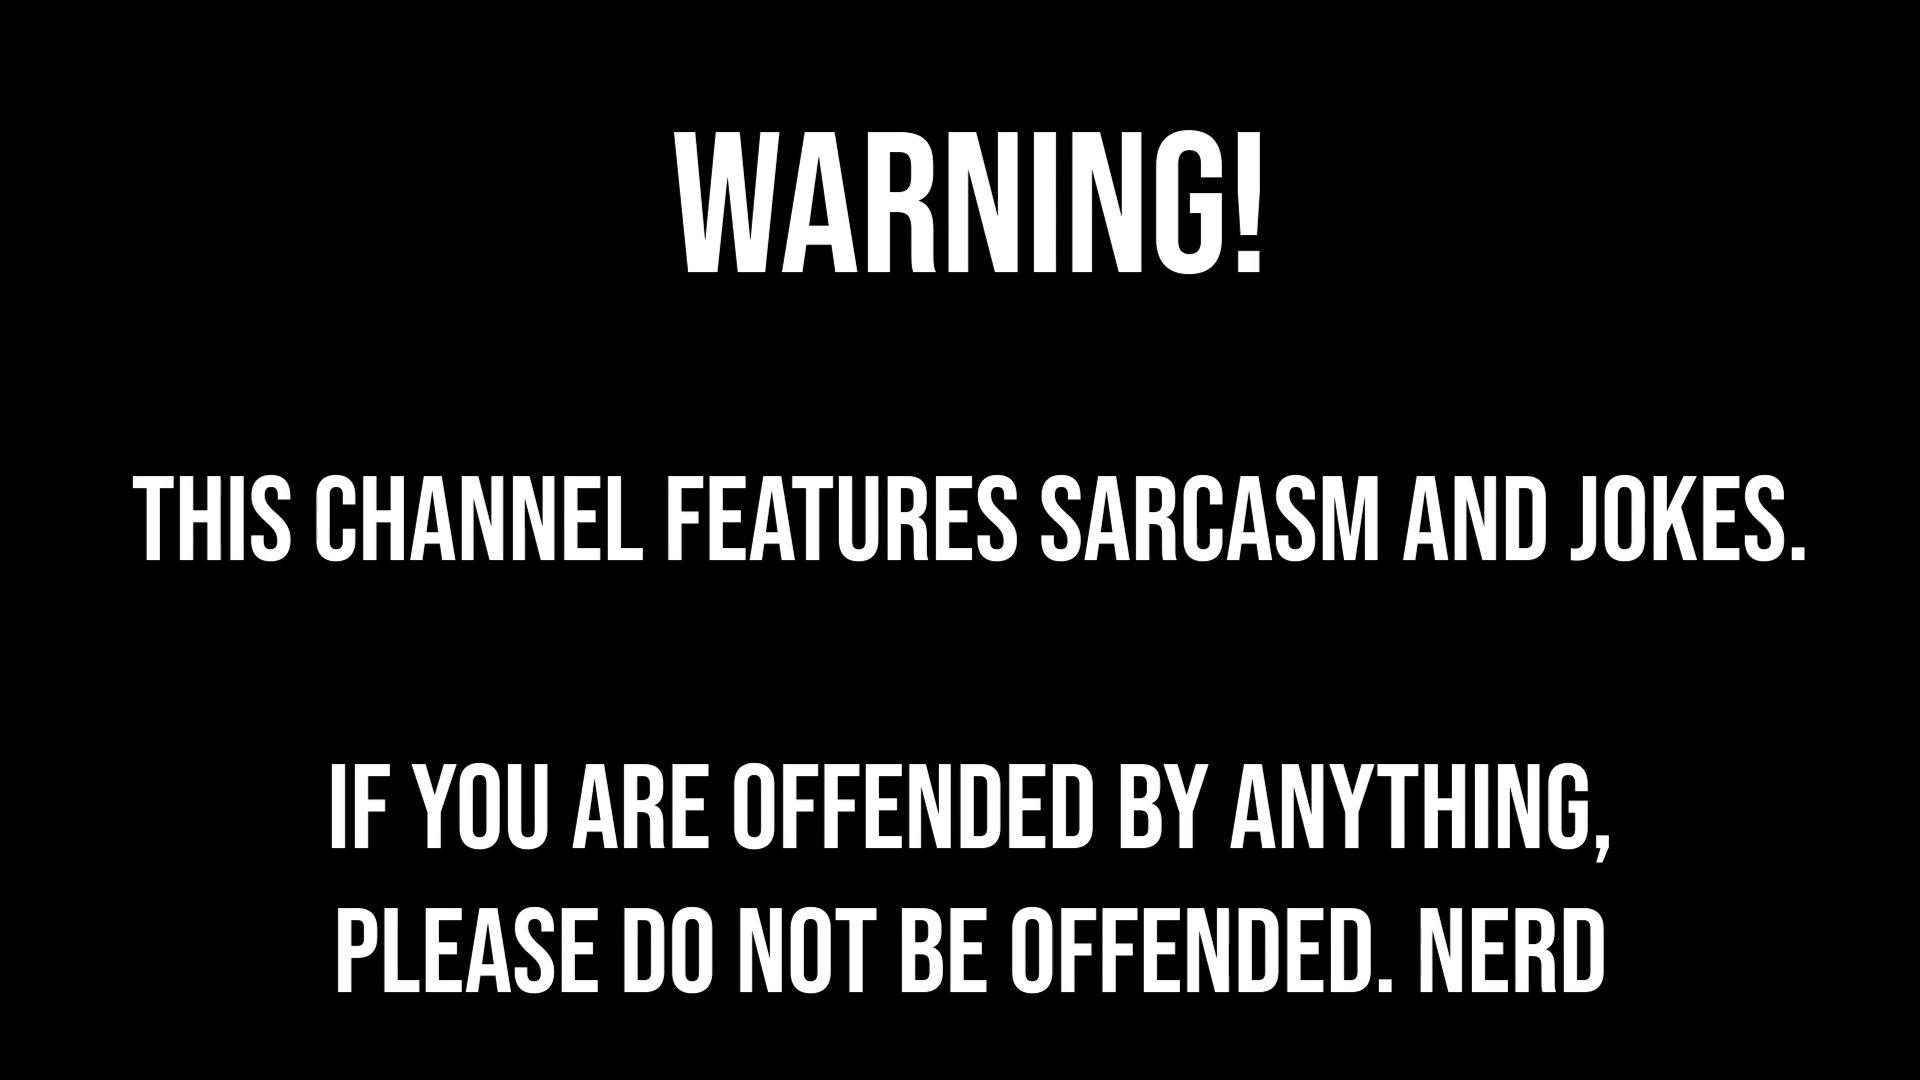 WARNING!
THIS CHANNEL FEATURES SARCASM AND JOKES.
IF YOU ARE OFFENDED BY ANYTHING,
PLEASE DO NOT BE OFFENDED. NERD